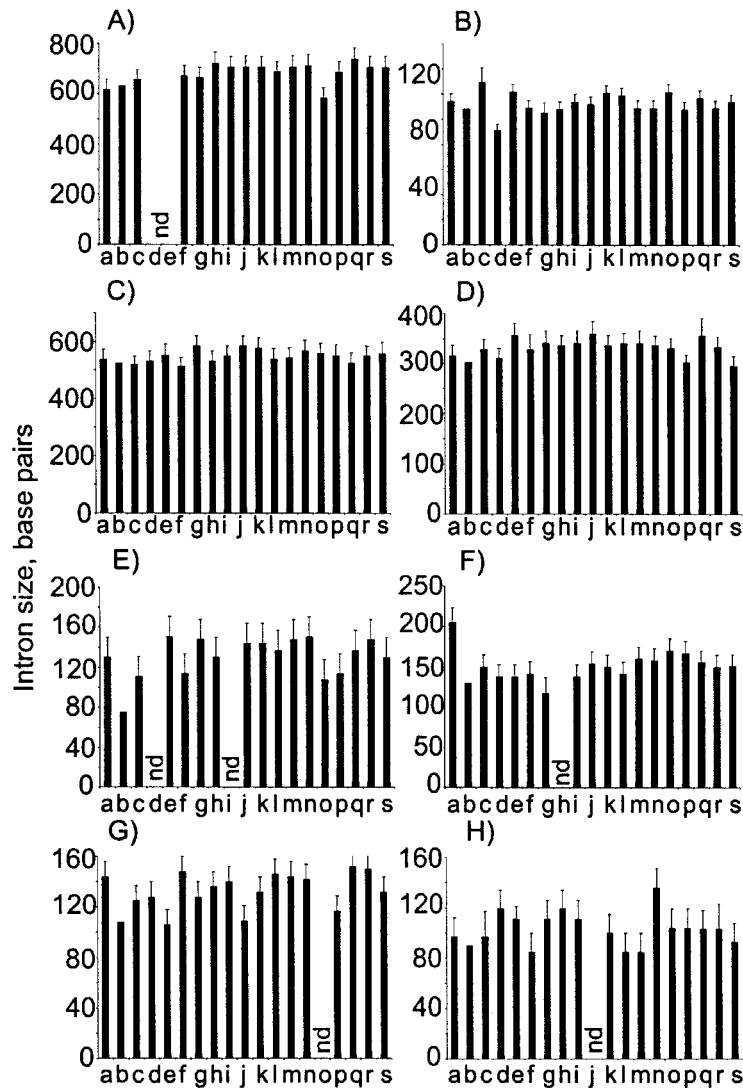 Intron size, base pairs
A)
800
600
400
200
0
nd
abcdef ghi j klmnopqr s
B)
120
80
40
0
abcdef ghi j klmnopqr s
C)
600
400
200
0
abcdef ghi j klmnopqr s
D)
400
300
200
100
0
abcdef ghi j klmnopqr s
E)
200
160
120
80
40
0
nd
nd
abcdef ghi j klmnopqr s
F)
250
200
150
100
50
0
nd
abcdef ghi j klmnopqr s
G)
160
120
80
40
0
nd
abcdef ghi j klmnopqr s
H)
160
120
80
40
0
nd
abcdef ghi j klmnopqr s